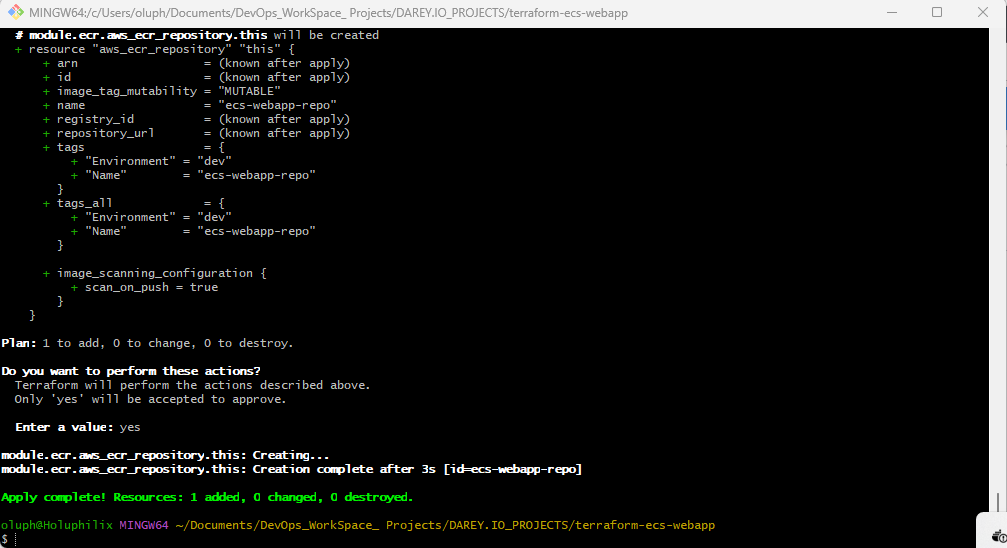 MINGW64:/c/Users/oluph/Documents/DevOps_WorkSpace_ Projects/DAREY.IO_PROJECTS/terraform-ecs-webapp
# module.ecr.aws_ecr_repository.this will be created
+ resource "aws_ecr_repository" "this" {
+ arn = (known after apply)
+ id = (known after apply)
+ image_tag_mutability = "MUTABLE"
+ name = "ecs-webapp-repo"
+ registry_id = (known after apply)
+ repository_url = (known after apply)
+ tags = {
+ "Environment" = "dev"
+ "Name" = "ecs-webapp-repo"
}
+ tags_all = {
+ "Environment" = "dev"
+ "Name" = "ecs-webapp-repo"
}
+ image_scanning_configuration {
+ scan_on_push = true
}
}
Plan: 1 to add, 0 to change, 0 to destroy.
Do you want to perform these actions?
Terraform will perform the actions described above.
Only 'yes' will be accepted to approve.
Enter a value: yes
module.ecr.aws_ecr_repository.this: Creating...
module.ecr.aws_ecr_repository.this: Creation complete after 3s [id=ecs-webapp-repo]
Apply complete! Resources: 1 added, 0 changed, 0 destroyed.
oluph@Holuphilix MINGW64 ~/Documents/DevOps_WorkSpace_ Projects/DAREY.IO_PROJECTS/terraform-ecs-webapp
$